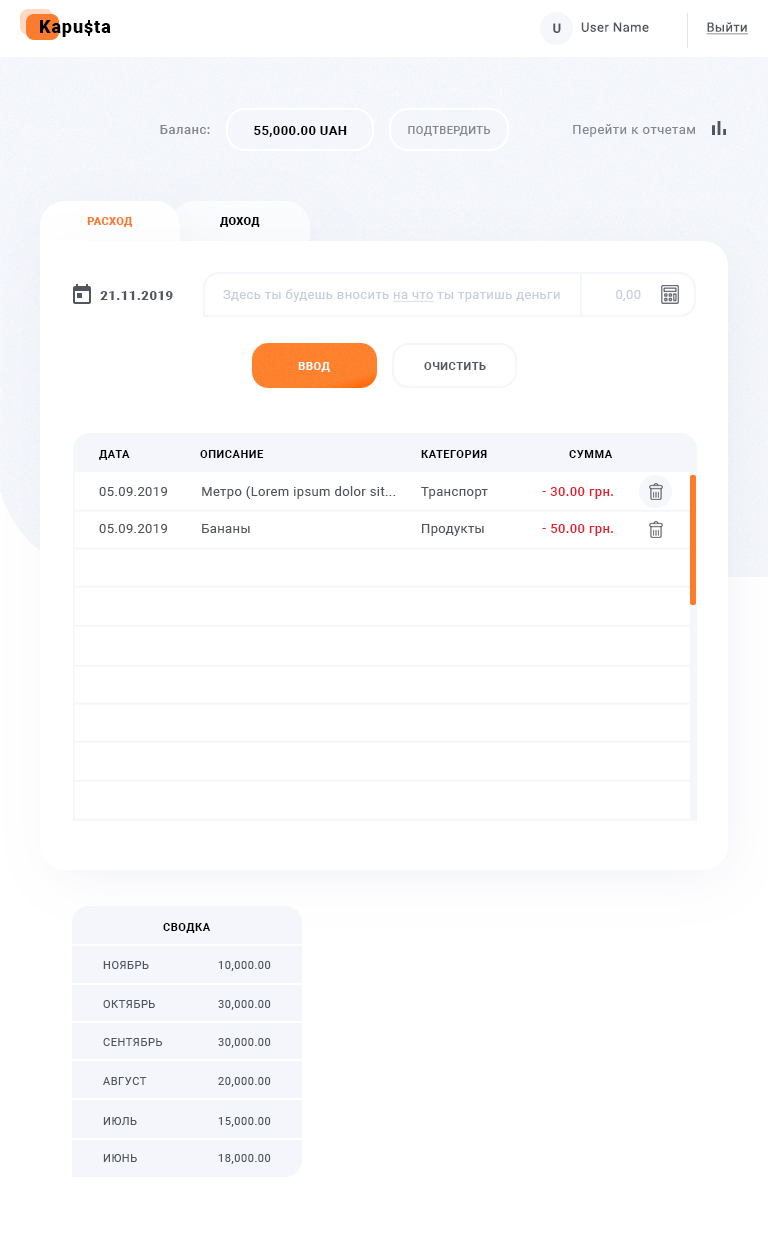 Kapu$ta
U User Name Выйти
Баланс: 55,000.00 UAH ПОДТВЕРДИТЬ Перейти к отчетам
РАСХОД ДОХОД
21.11.2019 Здесь ты будешь вносить на что ты тратишь деньги 0,00
ВВОД ОЧИСТИТЬ
ДАТА ОПИСАНИЕ КАТЕГОРИЯ СУММА
05.09.2019 Метро (Lorem ipsum dolor sit... Транспорт - 30.00 грн.
05.09.2019 Бананы Продукты - 50.00 грн.
СВОДКА
НОЯБРЬ 10,000.00
ОКТЯБРЬ 30,000.00
СЕНТЯБРЬ 30,000.00
АВГУСТ 20,000.00
ИЮЛЬ 15,000.00
ИЮНЬ 18,000.00